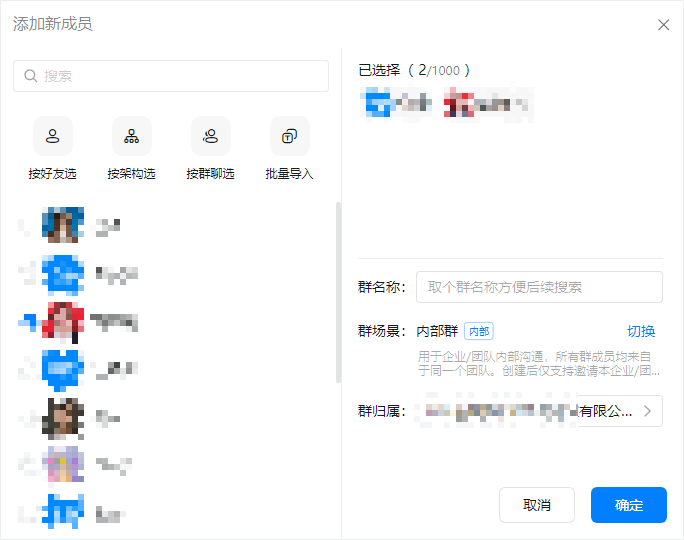 添加新成员
搜索
按好友选
按架构选
按群聊选
批量导入
已选择（ 2/1000 ）
群名称：
取个群名称方便后续搜索
群场景：
内部群
内部
切换
用于企业/团队内部沟通，所有群成员均来自
于同一个团队。创建后仅支持邀请本企业/团...
群归属：
有限公...
取消
确定